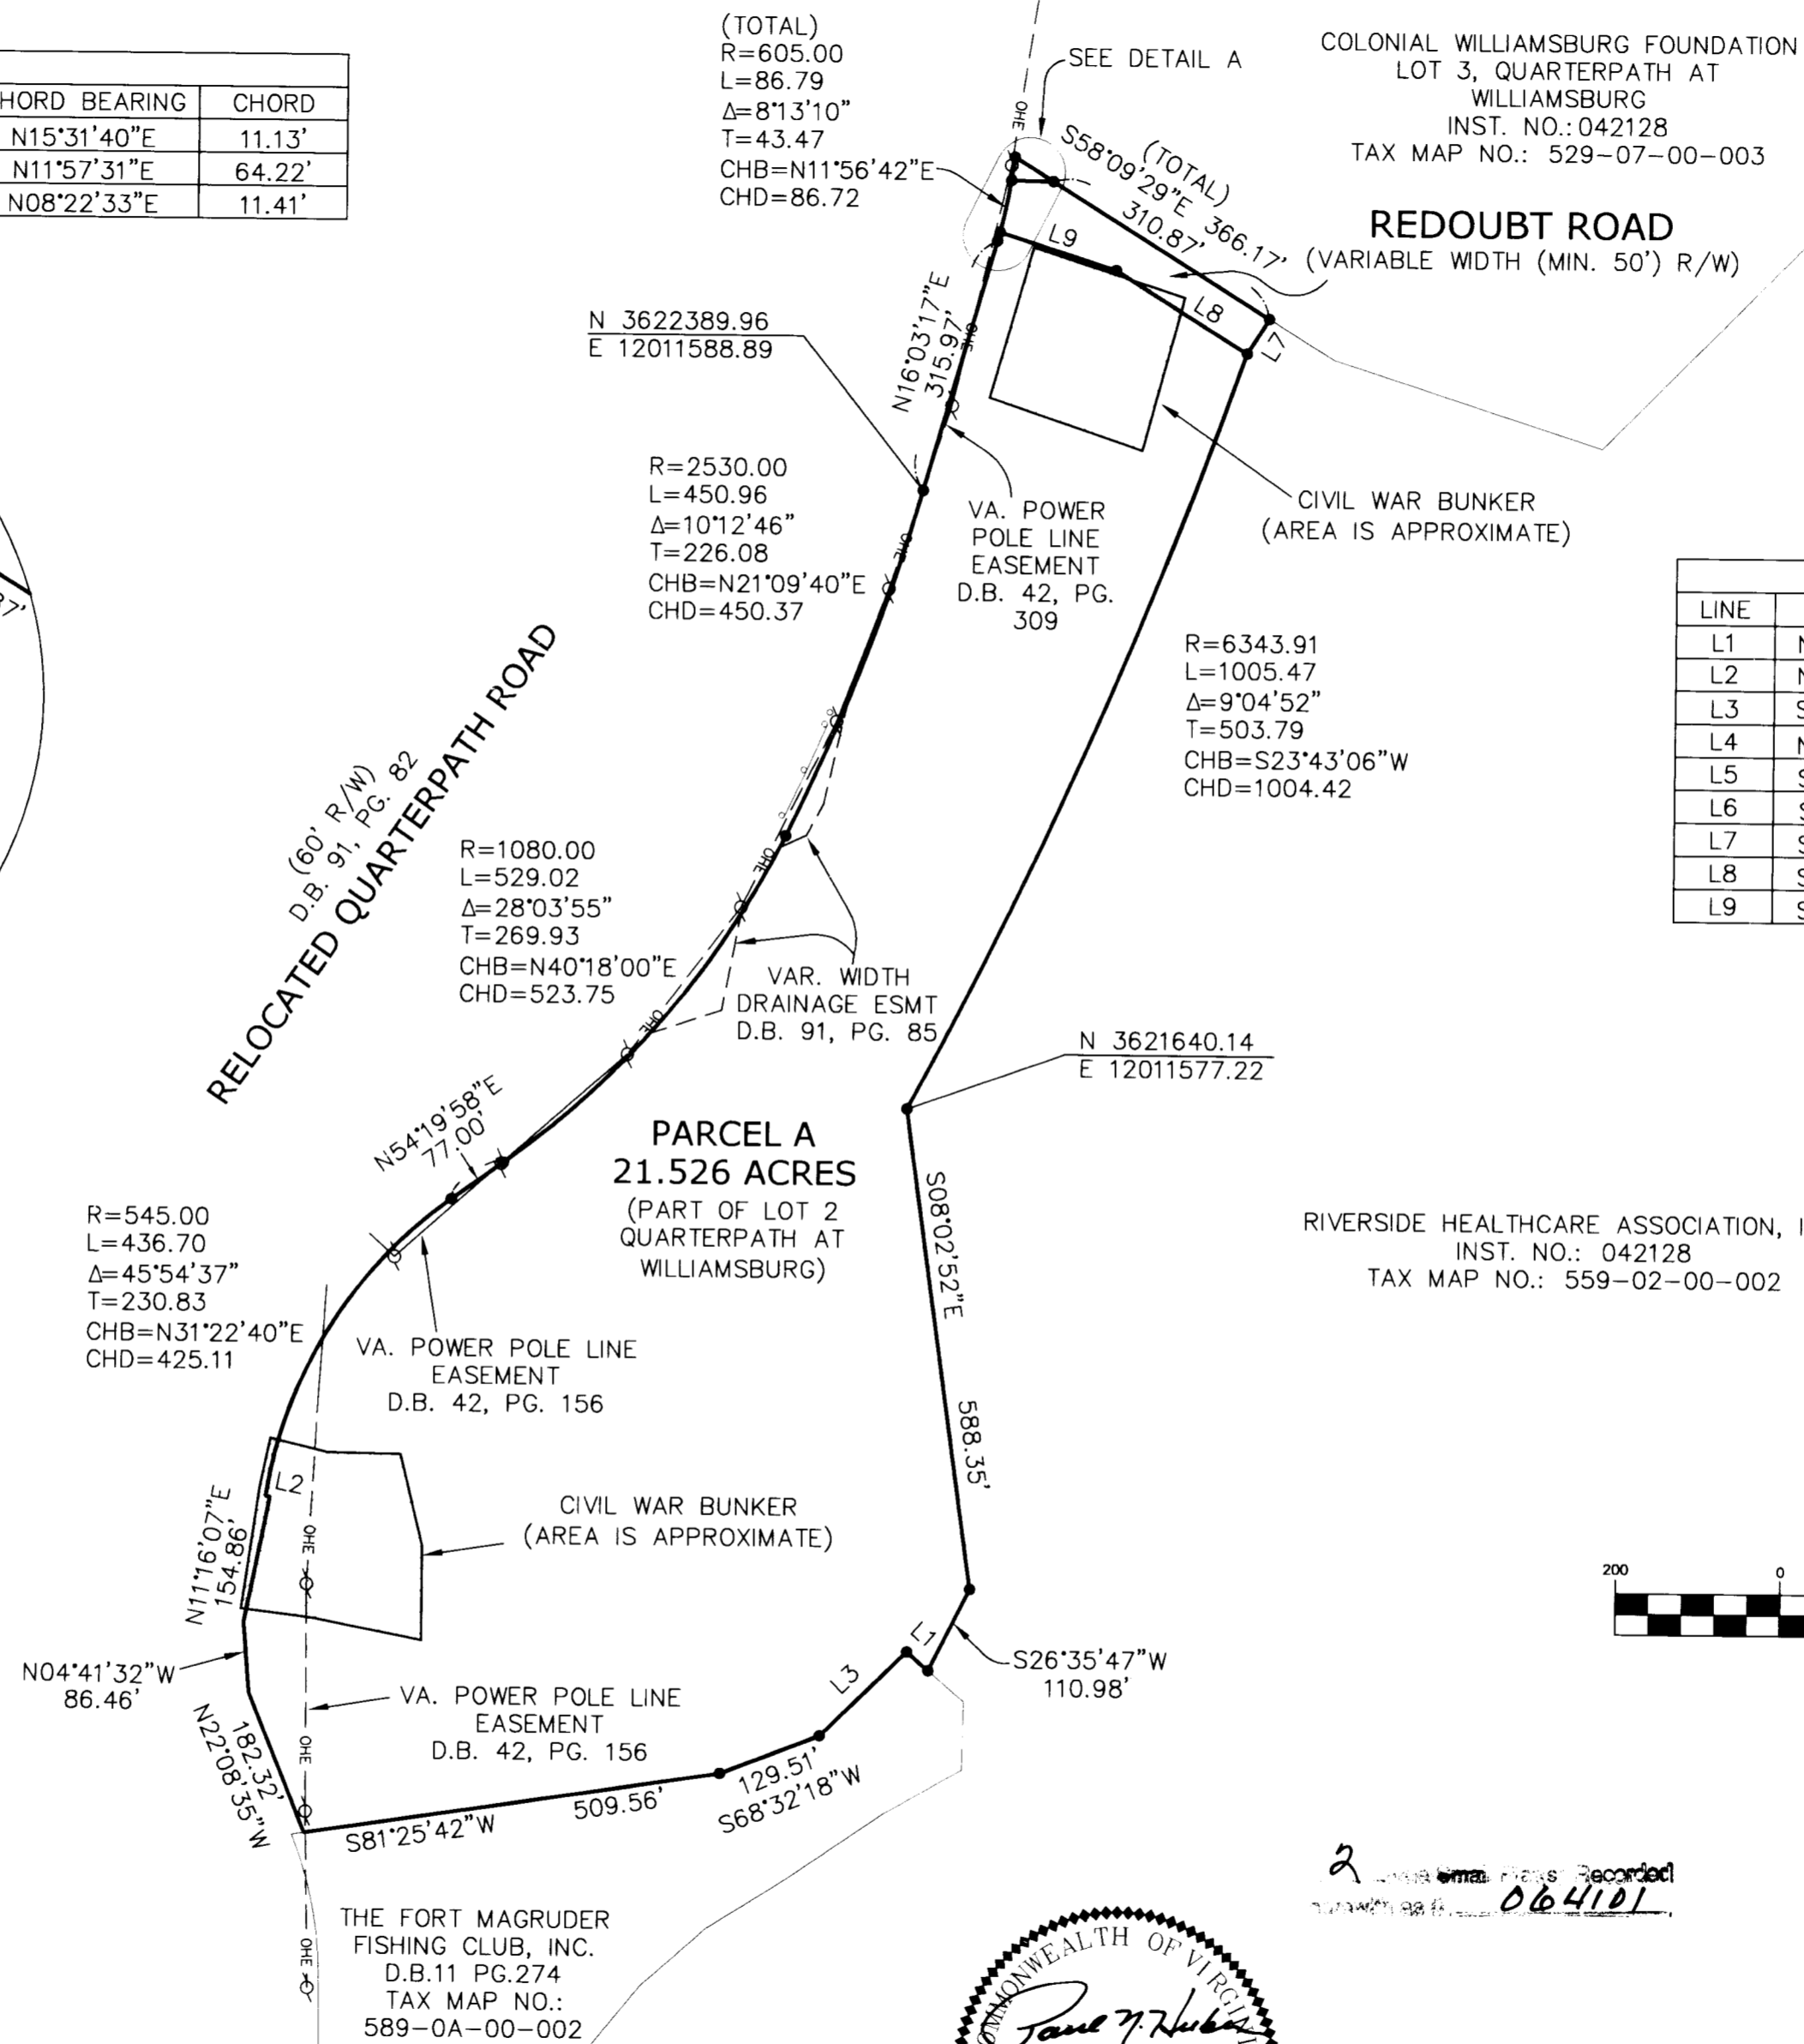 (TOTAL)
R=605.00
L=86.79
Δ=8°13'10"
T=43.47
CHB=N11°56'42"E
CHD=86.72
SEE DETAIL A
COLONIAL WILLIAMSBURG FOUNDATION
LOT 3, QUARTERPATH AT
WILLIAMSBURG
INST. NO.:042128
TAX MAP NO.: 529-07-00-003
HORD BEARING CHORD
N15°31'40"E 11.13'
N11°57'31"E 64.22'
N08°22'33"E 11.41'
OHE
(TOTAL)
S58°09'29"E 366.17'
310.87'
REDOUBT ROAD
(VARIABLE WIDTH (MIN. 50') R/W)
L9
L8
L7
N 3622389.96
E 12011588.89
N16°03'17"E
315.97'
OHE
R=2530.00
L=450.96
Δ=10°12'46"
T=226.08
CHB=N21°09'40"E
CHD=450.37
VA. POWER
POLE LINE
EASEMENT
D.B. 42, PG.
309
CIVIL WAR BUNKER
(AREA IS APPROXIMATE)
OHE
37'
LINE
L1 N
L2 N
L3 S
L4 N
L5 S
L6 S
L7 S
L8 S
L9 S
R=6343.91
L=1005.47
Δ=9°04'52"
T=503.79
CHB=S23°43'06"W
CHD=1004.42
RELOCATED QUARTERPATH ROAD
(60' R/W)
D.B. 91, PG. 82
R=1080.00
L=529.02
Δ=28°03'55"
T=269.93
CHB=N40°18'00"E
CHD=523.75
OHE
VAR. WIDTH
DRAINAGE ESMT
D.B. 91, PG. 85
OHE
N 3621640.14
E 12011577.22
N54°19'58"E
77.00'
PARCEL A
21.526 ACRES
(PART OF LOT 2
QUARTERPATH AT
WILLIAMSBURG)
S08°02'52"E
588.35'
R=545.00
L=436.70
Δ=45°54'37"
T=230.83
CHB=N31°22'40"E
CHD=425.11
RIVERSIDE HEALTHCARE ASSOCIATION, I
INST. NO.: 042128
TAX MAP NO.: 559-02-00-002
VA. POWER POLE LINE
EASEMENT
D.B. 42, PG. 156
L2
N11°16'07"E
154.86'
OHE
CIVIL WAR BUNKER
(AREA IS APPROXIMATE)
200 0
L1
L3
S26°35'47"W
110.98'
N04°41'32"W
86.46'
VA. POWER POLE LINE
EASEMENT
D.B. 42, PG. 156
OHE
182.32'
N22°08'35"W
129.51'
S68°32'18"W
509.56'
S81°25'42"W
2 Small Recorded
064101
THE FORT MAGRUDER
FISHING CLUB, INC.
D.B.11 PG.274
TAX MAP NO.:
589-0A-00-002
OHE
COMMONWEALTH OF VIRGINI
Paul N. Huber